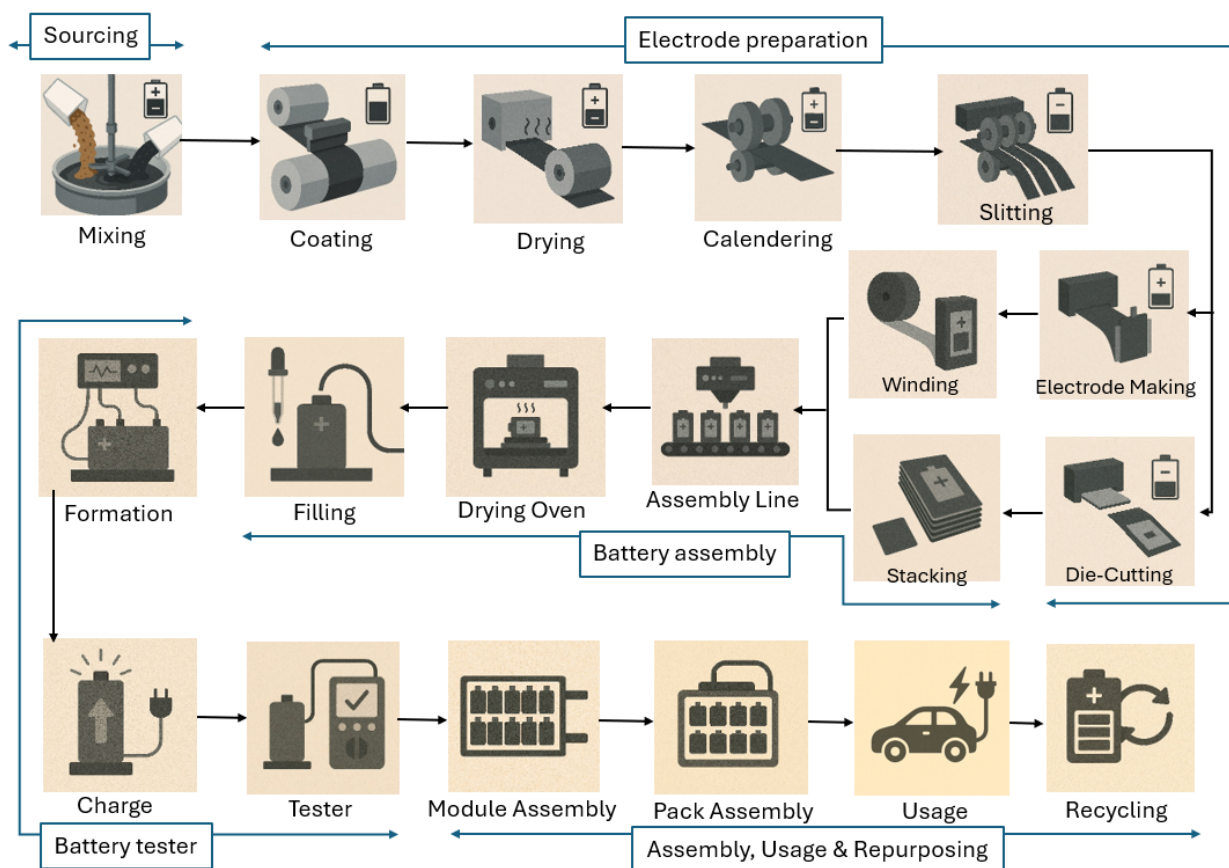 Sourcing
Electrode preparation
Mixing
Coating
Drying
Calendering
Slitting
Winding
Electrode Making
Formation
Filling
Drying Oven
Assembly Line
Stacking
Die-Cutting
Battery assembly
Charge
Tester
Module Assembly
Pack Assembly
Usage
Recycling
Battery tester
Assembly, Usage & Repurposing